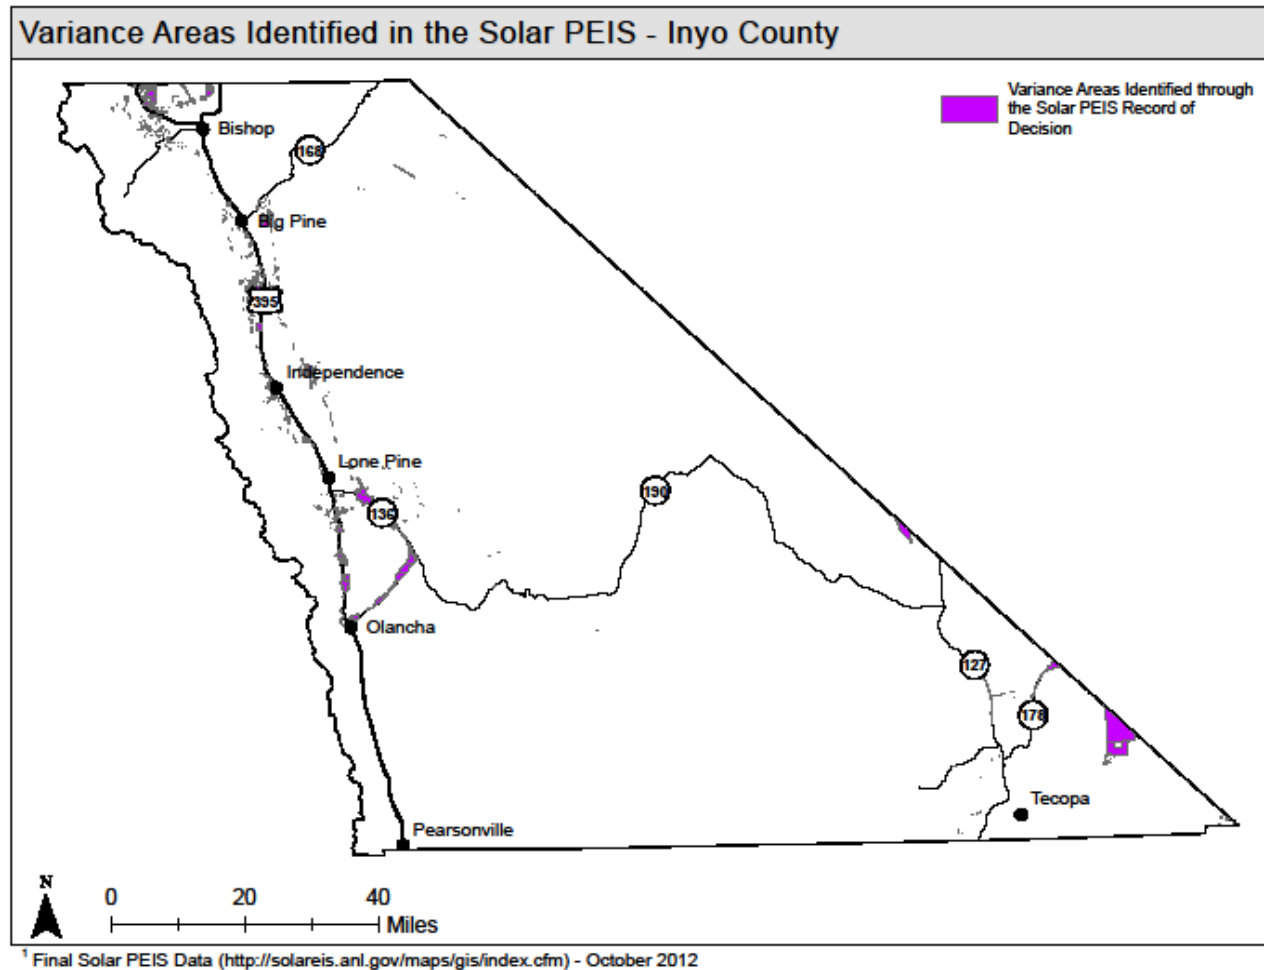 Variance Areas Identified in the Solar PEIS - Inyo County
Variance Areas Identified through
the Solar PEIS Record of
Decision
Bishop
168
Big Pine
395
Independence
Lone Pine
136
190
Olancha
127
178
Tecopa
Pearsonville
N
0 20 40
Miles
1 Final Solar PEIS Data (http://solareis.anl.gov/maps/gis/index.cfm) - October 2012